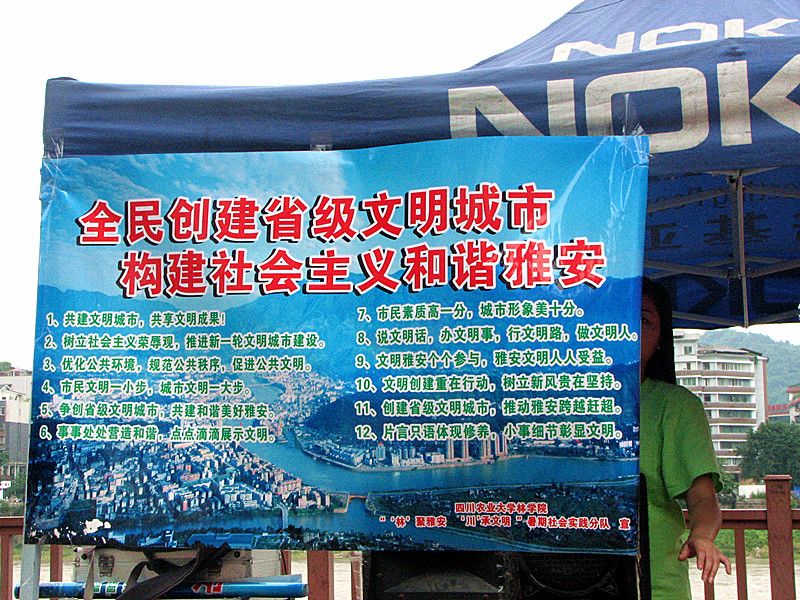 NOK
NOK
全民创建省级文明城市
构建社会主义和谐雅安
1、共建文明城市，共享文明成果！
2、树立社会主义荣辱观，推进新一轮文明城市建设。
3、优化公共环境，规范公共秩序，促进公共文明。
4、市民文明一小步，城市文明一大步。
5、争创省级文明城市，共建和谐美好雅安。
6、事事处处营造和谐，点点滴滴展示文明。
7、市民素质高一分，城市形象美十分。
8、说文明话，办文明事，行文明路，做文明人。
9、文明雅安个个参与，雅安文明人人受益。
10、文明创建重在行动，树立新风贵在坚持。
11、创建省级文明城市，推动雅安跨越赶超。
12、片言只语体现修养，小事细节彰显文明。
四川农业大学林学院
“‘林’聚雅安 ‘川’承文明”暑期社会实践分队 宣